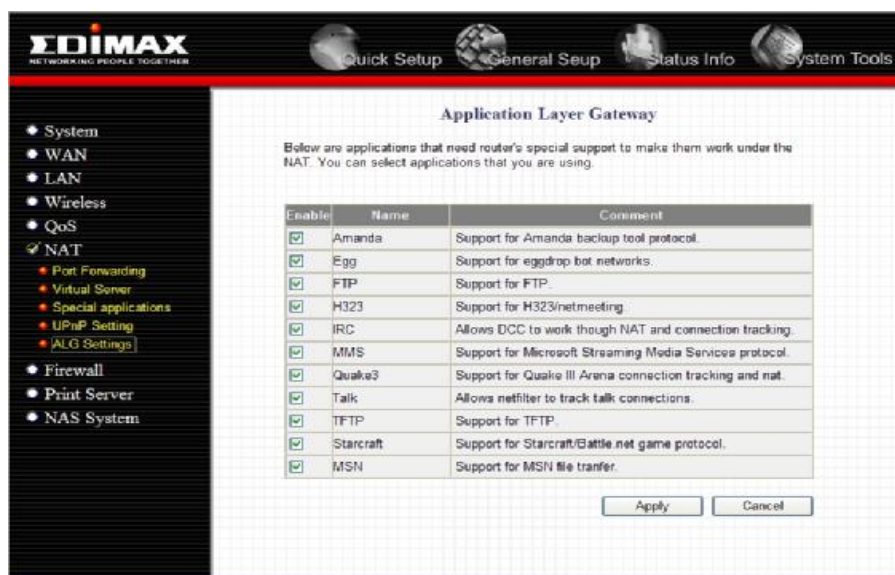 EDIMAX
NETWORKING PEOPLE TOGETHER
Quick Setup
General Seup
Status Info
System Tools
System
WAN
LAN
Wireless
QoS
NAT
Port Forwarding
Virtual Server
Special applications
UPnP Setting
ALG Settings
Firewall
Print Server
NAS System
Application Layer Gateway
Below are applications that need router's special support to make them work under the
NAT. You can select applications that you are using.
Enable Name Comment
Amanda Support for Amanda backup tool protocol.
Egg Support for eggdrop bot networks.
FTP Support for FTP.
H323 Support for H323/netmeeting.
IRC Allows DCC to work though NAT and connection tracking.
MMS Support for Microsoft Streaming Media Services protocol.
Quake3 Support for Quake III Arena connection tracking and nat.
Talk Allows netfilter to track talk connections.
TFTP Support for TFTP.
Starcraft Support for Starcraft/Battle.net game protocol.
MSN Support for MSN file tranfer.
Apply Cancel